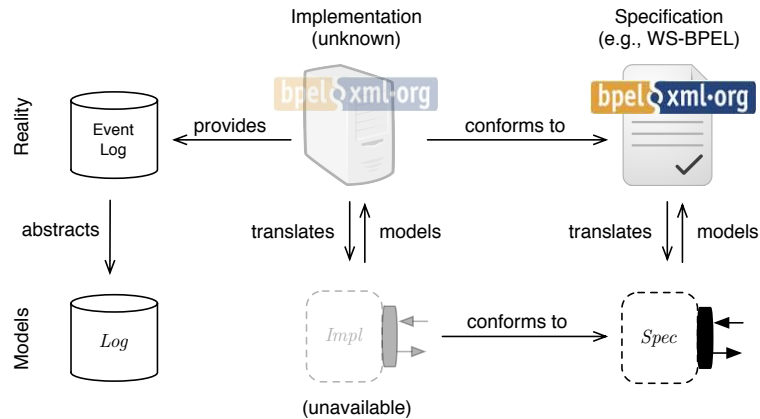 Implementation
(unknown)
Specification
(e.g., WS-BPEL)
Reality
bpel xml.org
bpel xml.org
Event
Log
provides
conforms to
abstracts
translates
models
translates
models
Models
Log
Impl
conforms to
Spec
(unavailable)